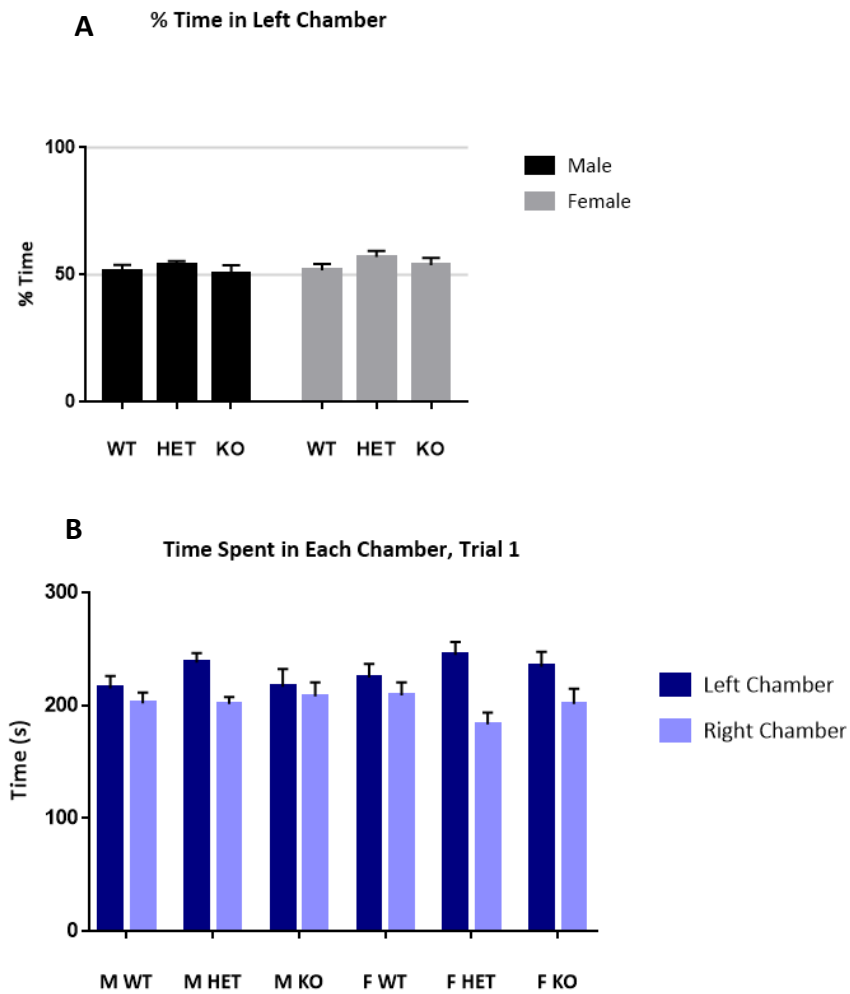 A
% Time in Left Chamber
100
50
0
% Time
WT HET KO WT HET KO
Male
Female
B
Time Spent in Each Chamber, Trial 1
300
200
100
0
Time (s)
M WT M HET M KO F WT F HET F KO
Left Chamber
Right Chamber